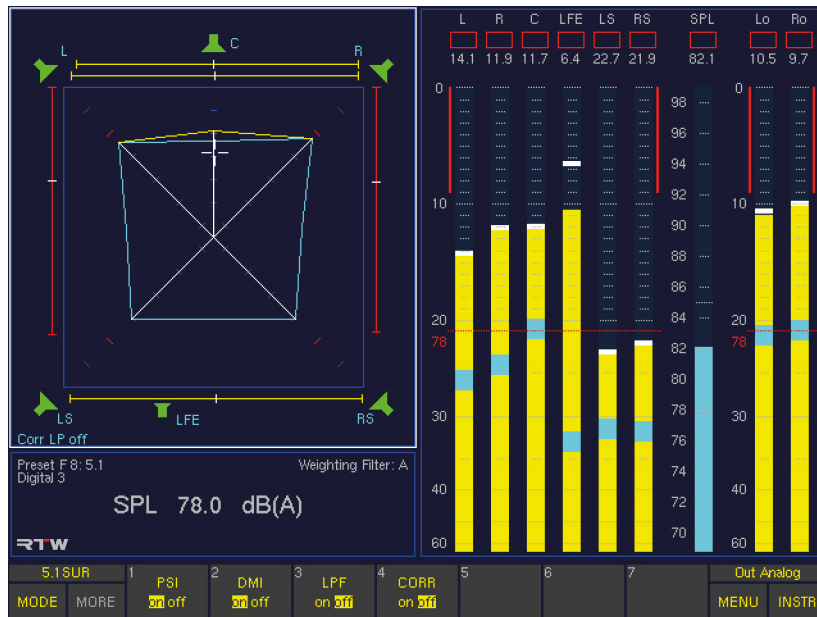 L R C LFE LS RS SPL Lo Ro
14.1 11.9 11.7 6.4 22.7 21.9 82.1 10.5 9.7
C
L R
0 98 0
96
94
92
10 90 10
88
86
84
20 20
78 82 78
80
30 78 30
76
74
40 72 40
70
60 60
LS LFE RS
Corr LP off
Preset F 8: 5.1 Weighting Filter: A
Digital 3
SPL 78.0 dB(A)
RTW
5.1SUR 1 PSI 2 DMI 3 LPF 4 CORR 5 6 7 Out Analog
MODE MORE on off on off on off on off MENU INSTR